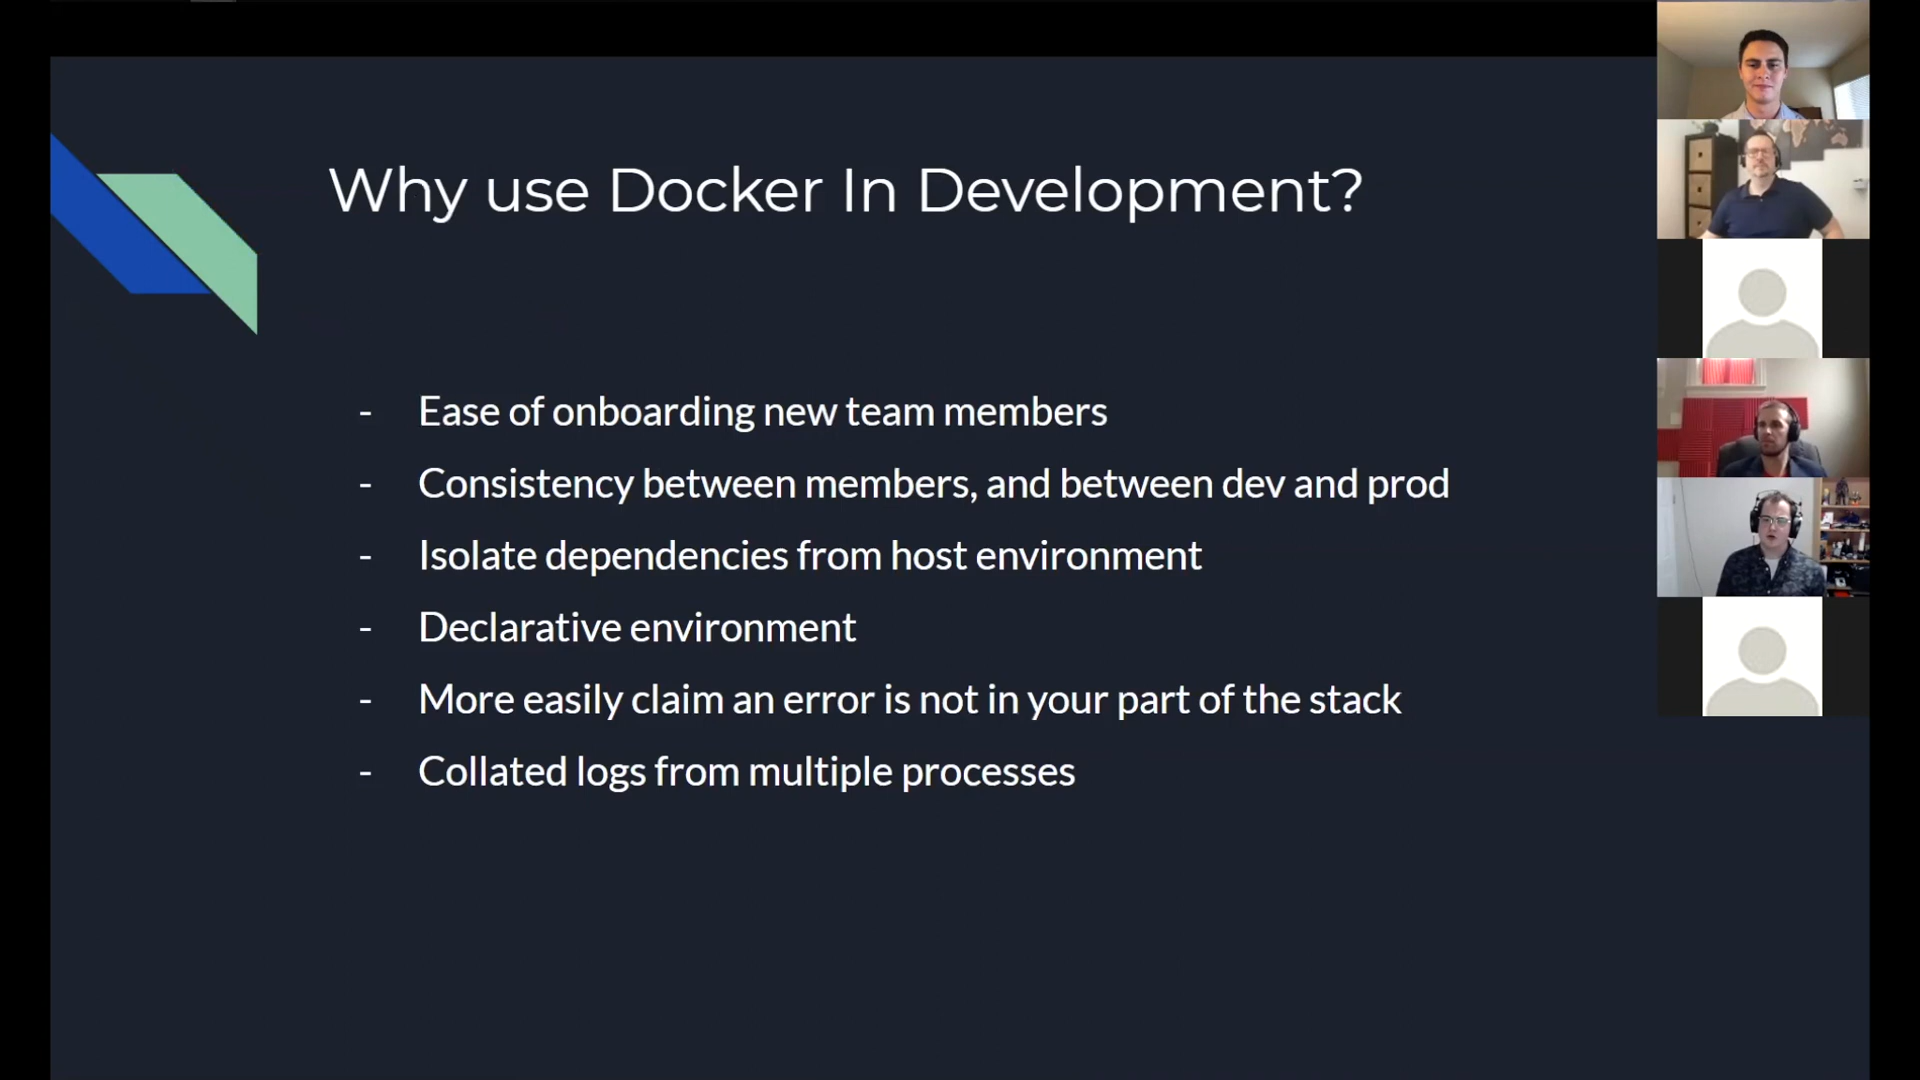 Why use Docker In Development?
- Ease of onboarding new team members
- Consistency between members, and between dev and prod
- Isolate dependencies from host environment
- Declarative environment
- More easily claim an error is not in your part of the stack
- Collated logs from multiple processes